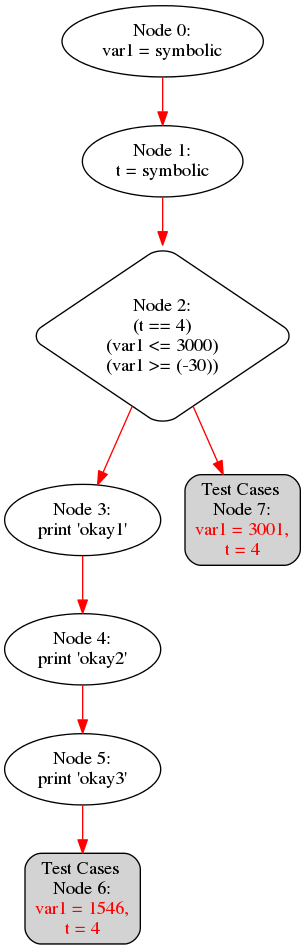 Node 0:
var1 = symbolic
Node 1:
t = symbolic
Node 2:
(t == 4)
(var1 <= 3000)
(var1 >= (-30))
Node 3:
print 'okay1'
Test Cases
Node 7:
var1 = 3001,
t = 4
Node 4:
print 'okay2'
Node 5:
print 'okay3'
Test Cases
Node 6:
var1 = 1546,
t = 4